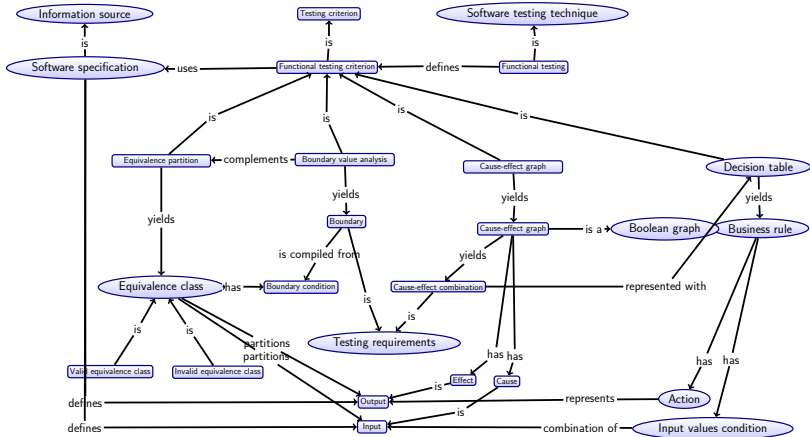 Information source
Testing criterion
Software testing technique
is
is
is
Software specification
uses
Functional testing criterion
defines
Functional testing
is
is
is
is
Equivalence partition
complements
Boundary value analysis
Cause-effect graph
Decision table
yields
yields
yields
yields
Boundary
Cause-effect graph
is a
Boolean graph
Business rule
is compiled from
yields
Equivalence class
has
Boundary condition
Cause-effect combination
represented with
is
is
is
is
Testing requirements
partitions
partitions
has
has
has
has
Valid equivalence class
Invalid equivalence class
Effect
Cause
is
defines
Output
represents
Action
is
defines
Input
combination of
Input values condition